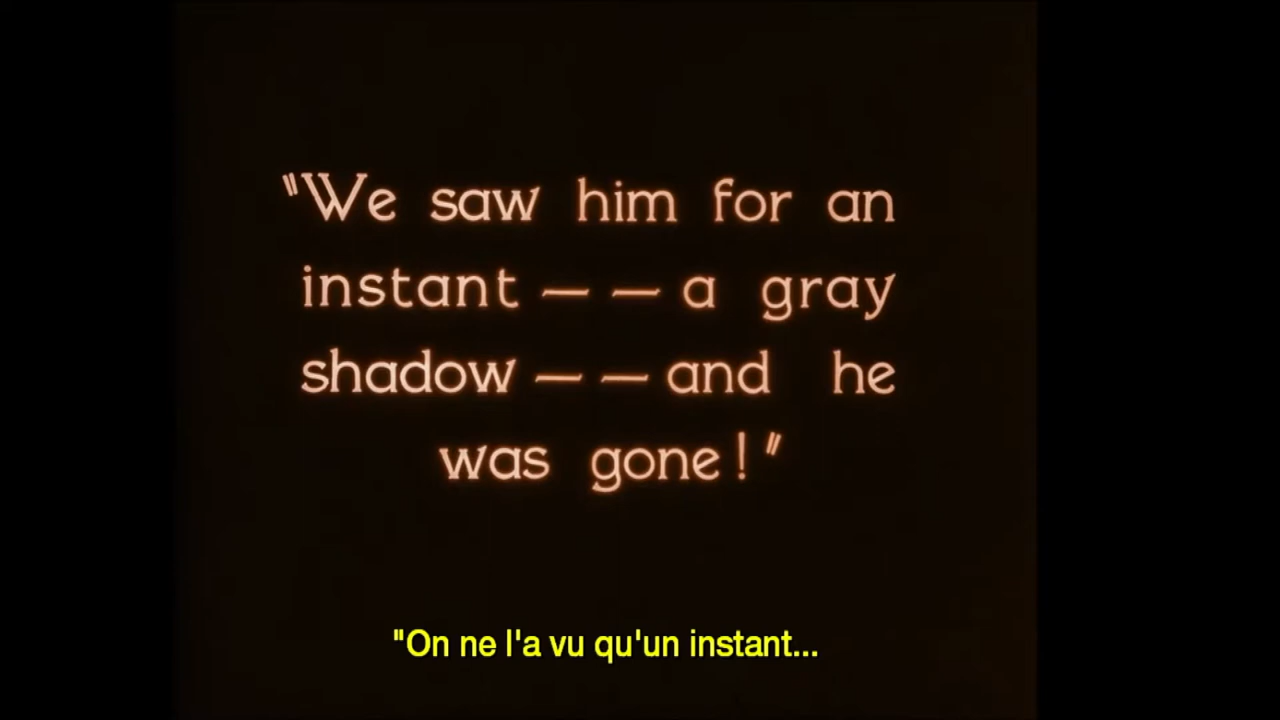 "We saw him for an
instant — — a gray
shadow — — and he
was gone!"
"On ne l'a vu qu'un instant...